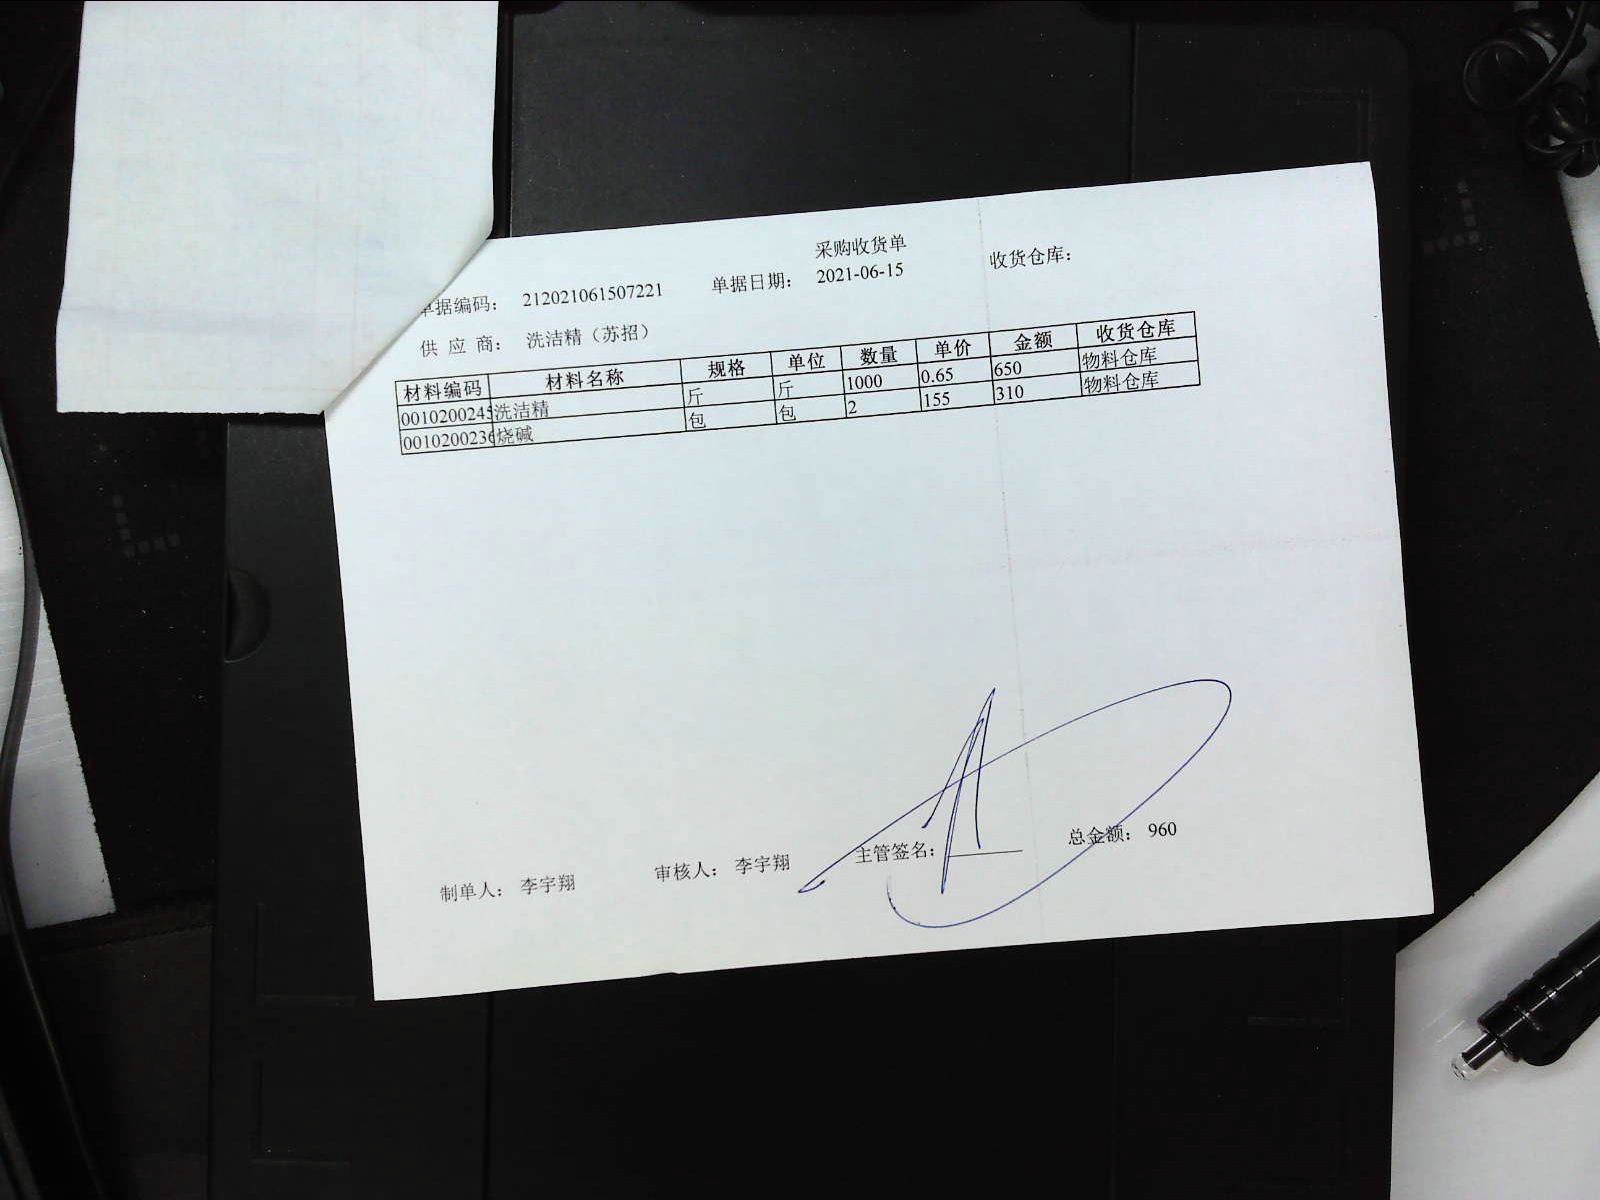 采购收货单
单据编码： 212021061507221 单据日期： 2021-06-15 收货仓库：
供 应 商： 洗洁精（苏招）
材料编码 材料名称 规格 单位 数量 单价 金额 收货仓库
0010200245 洗洁精 斤 斤 1000 0.65 650 物料仓库
0010200236 烧碱 包 包 2 155 310 物料仓库
制单人： 李宇翔 审核人： 李宇翔 主管签名： 总金额： 960